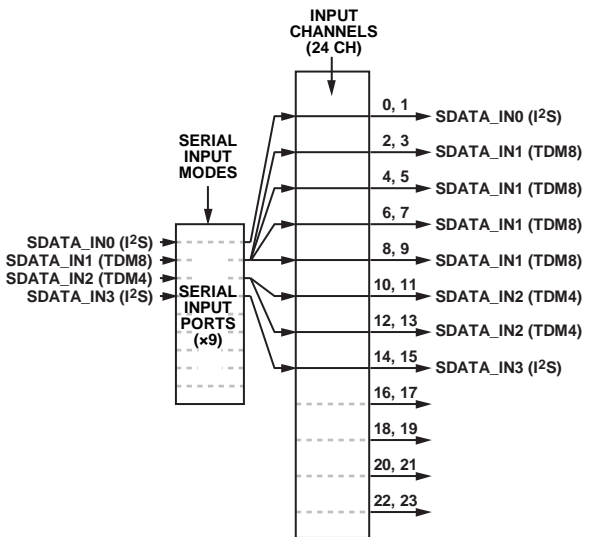 INPUT
CHANNELS
(24 CH)
SERIAL
INPUT
MODES
SDATA_IN0 (I²S)
SDATA_IN1 (TDM8)
SDATA_IN2 (TDM4)
SDATA_IN3 (I²S)
SERIAL
INPUT
PORTS
(×9)
0, 1 SDATA_IN0 (I²S)
2, 3 SDATA_IN1 (TDM8)
4, 5 SDATA_IN1 (TDM8)
6, 7 SDATA_IN1 (TDM8)
8, 9 SDATA_IN1 (TDM8)
10, 11 SDATA_IN2 (TDM4)
12, 13 SDATA_IN2 (TDM4)
14, 15 SDATA_IN3 (I²S)
16, 17
18, 19
20, 21
22, 23